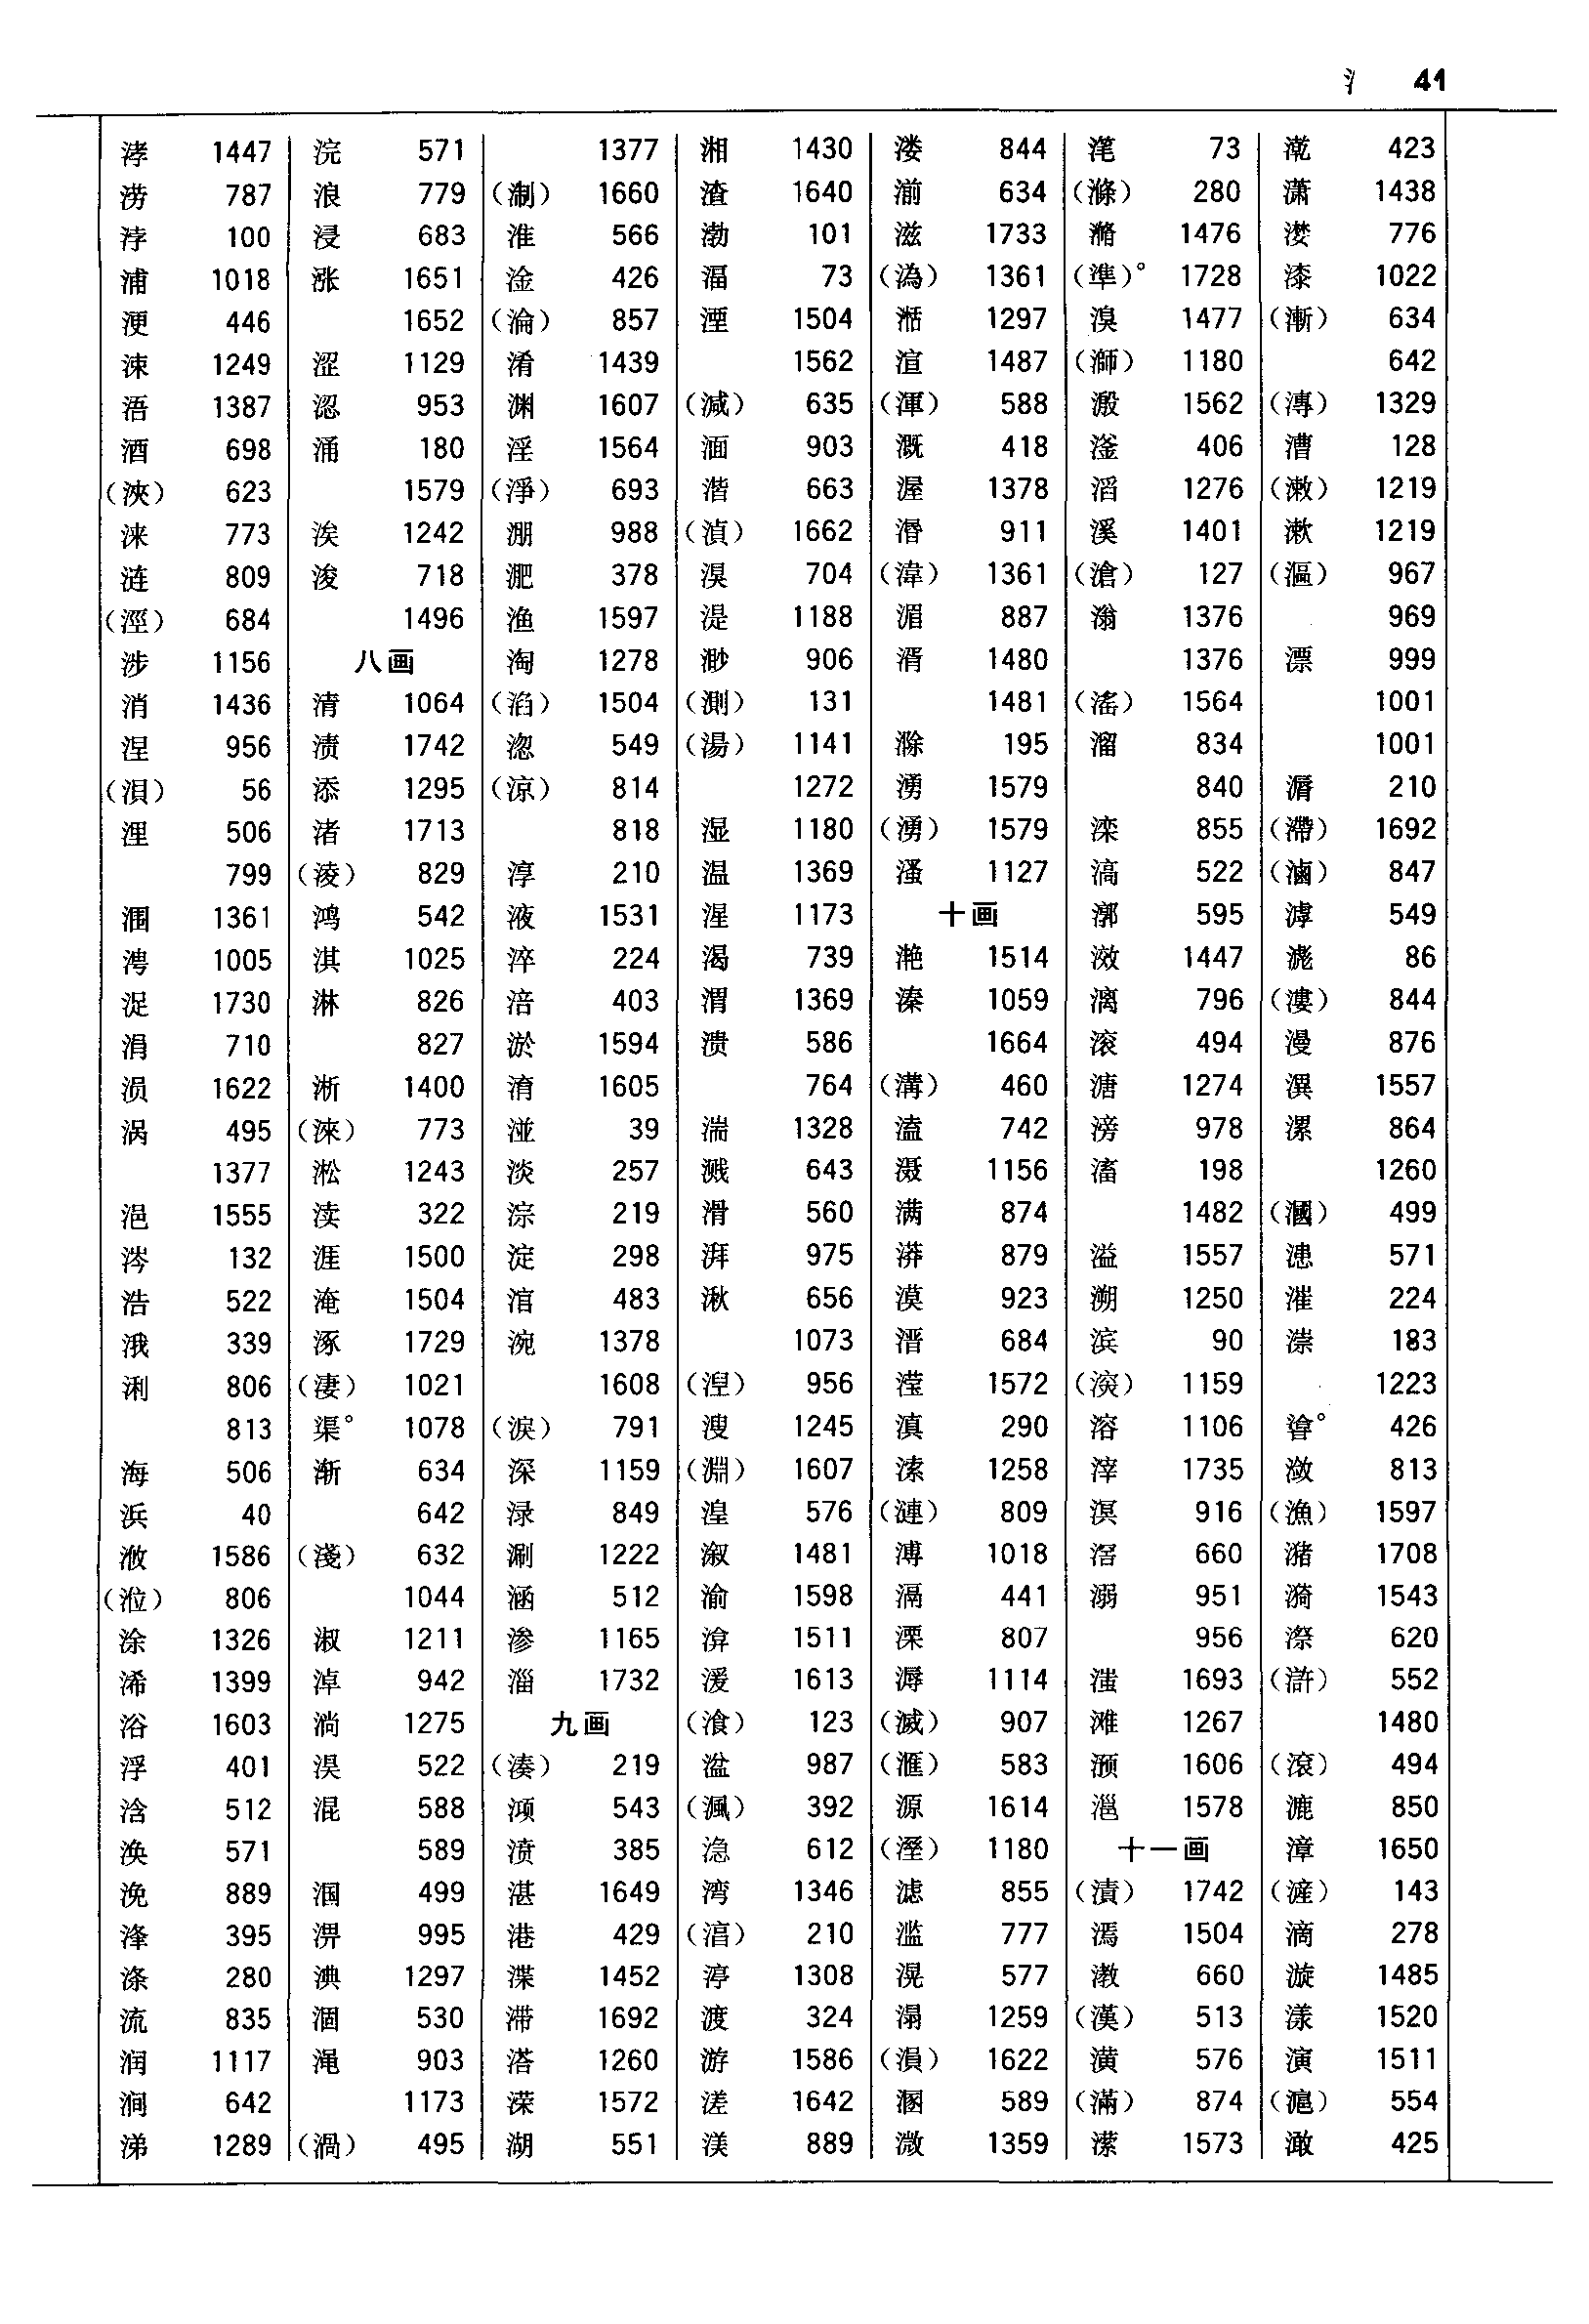 氵 41
浡 1447
涝 787
浮 100
浦 1018
浭 446
涑 1249
浯 1387
酒 698
(浹) 623
涞 773
涟 809
(涇) 684
涉 1156
消 1436
涅 956
(浿) 56
浬 506
799
涠 1361
涄 1005
浞 1730
涓 710
涢 1622
涡 495
1377
浥 1555
涔 132
浩 522
涐 339
浰 806
813
海 506
浜 40
浟 1586
(涖) 806
涂 1326
浠 1399
浴 1603
浮 401
浛 512
涣 571
浼 889
浲 395
涤 280
流 835
润 1117
涧 642
涕 1289
浣 571
浪 779
浸 683
涨 1651
1652
涩 1129
涊 953
涌 180
1579
涘 1242
浚 718
1496
八画
清 1064
渍 1742
添 1295
渚 1713
(淩) 829
鸿 542
淇 1025
淋 826
827
淅 1400
(淶) 773
淞 1243
渎 322
涯 1500
淹 1504
涿 1729
(淒) 1021
渠° 1078
渐 634
642
(淺) 632
1044
淑 1211
淖 942
淌 1275
淏 522
混 588
589
涸 499
淠 995
淟 1297
涸 530
渑 903
1173
(渦) 495
1377
(淛) 1660
淮 566
淦 426
(淪) 857
淆 1439
渊 1607
淫 1564
(淨) 693
淜 988
淝 378
渔 1597
淘 1278
(淊) 1504
淴 549
(涼) 814
818
淳 210
液 1531
淬 224
涪 403
淤 1594
淯 1605
湴 39
淡 257
淙 219
淀 298
涫 483
涴 1378
1608
(淚) 791
深 1159
渌 849
涮 1222
涵 512
渗 1165
淄 1732
九画
(湊) 219
渍 543
濆 385
湛 1649
港 429
渫 1452
滞 1692
溚 1260
溁 1572
湖 551
湘 1430
渣 1640
渤 101
湢 73
湮 1504
1562
(減) 635
湎 903
湝 663
(湞) 1662
湨 704
湜 1188
渺 906
(測) 131
(湯) 1141
1272
湿 1180
温 1369
渥 1173
渴 739
渭 1369
溃 586
764
湍 1328
溅 643
滑 560
湃 975
湫 656
1073
(湼) 956
溲 1245
(淵) 1607
湟 576
溆 1481
渝 1598
渰 1511
湲 1613
(湌) 123
湓 987
(渢) 392
湱 612
湾 1346
(湻) 210
渟 1308
渡 324
游 1586
溠 1642
渼 889
溇 844
湔 634
滋 1733
(溈) 1361
湉 1297
渲 1487
(渾) 588
溉 418
渥 1378
湣 911
(湋) 1361
湄 887
湑 1480
1481
滁 195
湧 1579
(湧) 1579
溞 1127
十画
滟 1514
溱 1059
1664
(溝) 460
溘 742
滠 1156
满 874
漭 879
漠 923
溍 684
滢 1572
滇 290
溹 1258
(漣) 809
溥 1018
滆 441
溧 807
溽 1114
(滅) 907
(滙) 583
源 1614
(溼) 1180
滤 855
滥 777
滉 577
溻 1259
(溳) 1622
溷 589
溦 1359
滗 73
(滌) 280
滫 1476
(準)° 1728
溴 1477
(溮) 1180
溵 1562
滏 406
滔 1276
溪 1401
(滄) 127
滃 1376
1376
(滛) 1564
溜 834
840
滦 855
滈 522
漷 595
滧 1447
漓 796
滚 494
溏 1274
滂 978
滀 198
1482
溢 1557
溯 1250
滨 90
(滖) 1159
溶 1106
滓 1735
溟 916
滘 660
溺 951
956
滍 1693
滩 1267
滪 1606
滽 1578
十一画
(漬) 1742
漹 1504
漖 660
(漢) 513
潢 576
(滿) 874
潆 1573
漧 423
潇 1438
漤 776
漆 1022
(漸) 634
642
(漙) 1329
漕 128
(漱) 1219
漱 1219
(漚) 967
969
漂 999
1001
1001
漘 210
(滯) 1692
(滷) 847
滹 549
滮 86
(漊) 844
漫 876
潩 1557
漯 864
1260
(漍) 499
漶 571
漼 224
漴 183
1223
灊° 426
潋 813
(漁) 1597
潴 1708
漪 1543
漈 620
(滸) 552
1480
(滾) 494
漉 850
漳 1650
(滻) 143
滴 278
漩 1485
漾 1520
演 1511
(滬) 554
澉 425